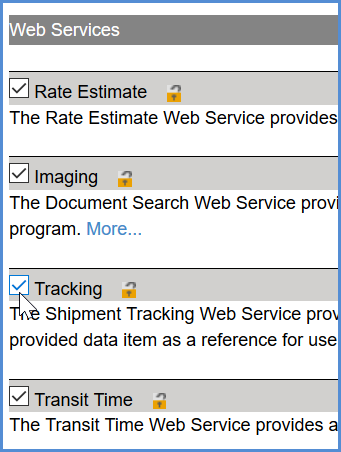 Web Services
Rate Estimate
The Rate Estimate Web Service provides
Imaging
The Document Search Web Service provi
program. More...
Tracking
The Shipment Tracking Web Service prov
provided data item as a reference for use
Transit Time
The Transit Time Web Service provides a